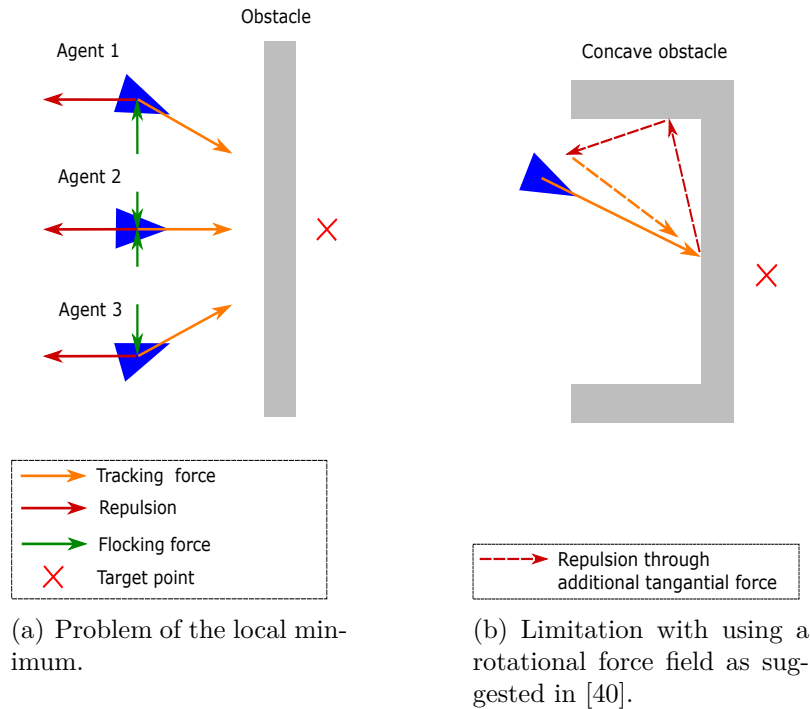 Obstacle
Agent 1
Agent 2
Agent 3
Tracking force
Repulsion
Flocking force
Target point
(a) Problem of the local min-
imum.
Concave obstacle
Repulsion through
additional tangantial force
(b) Limitation with using a
rotational force field as sug-
gested in [40].